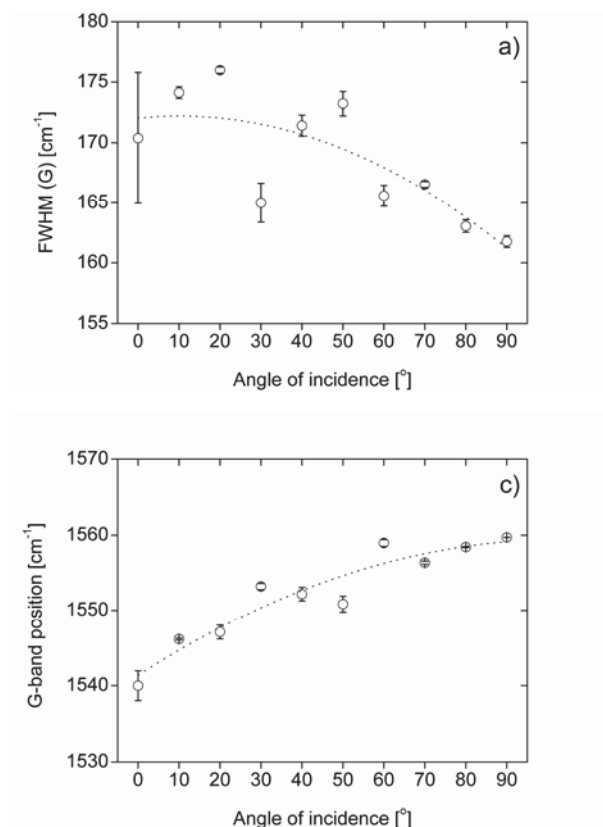 a)
180
175
170
165
160
155
FWHM (G) [cm⁻¹]
0 10 20 30 40 50 60 70 80 90
Angle of incidence [°]
c)
1570
1560
1550
1540
1530
G-band position [cm⁻¹]
0 10 20 30 40 50 60 70 80 90
Angle of incidence [°]